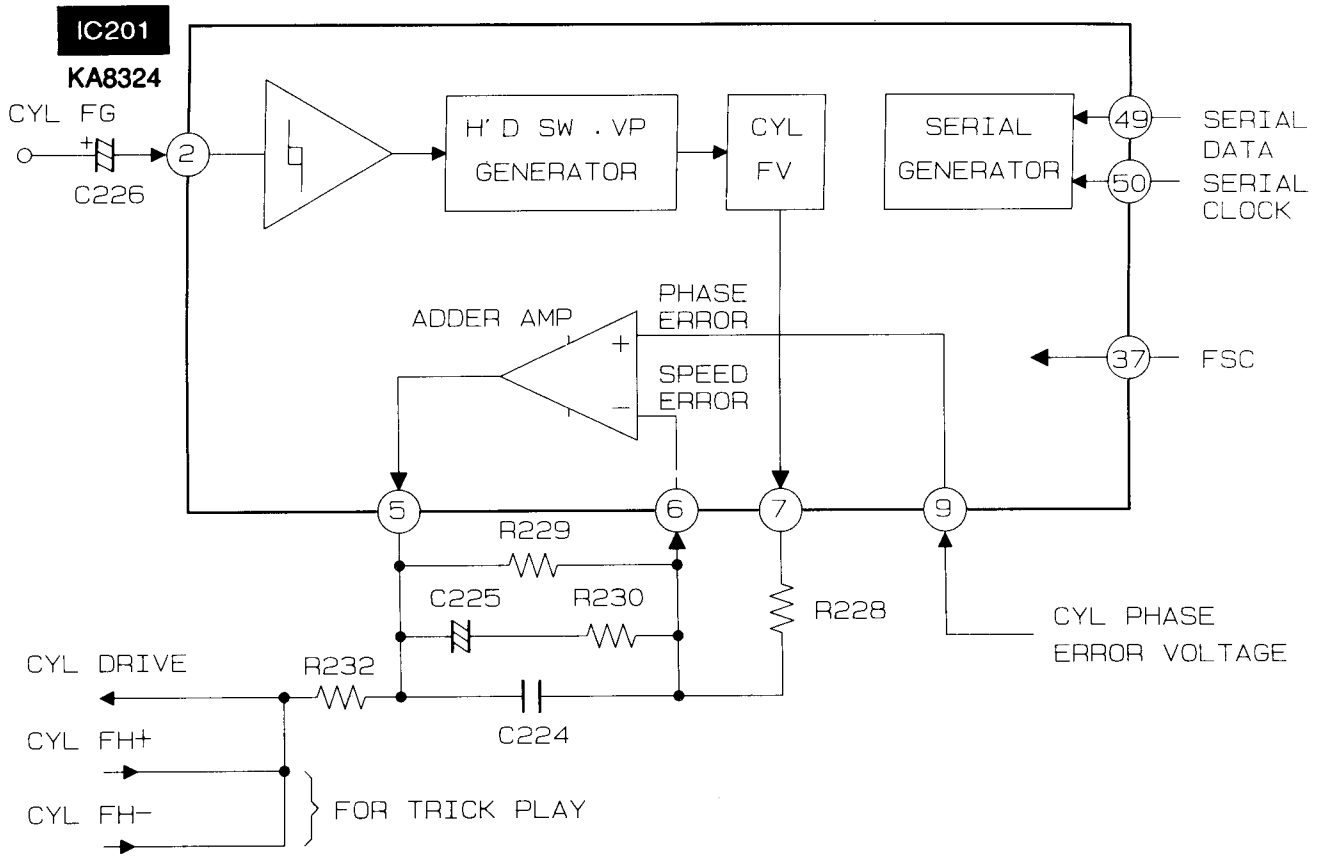 IC201
KA8324
CYL FG
+
C226
2
H'D SW . VP
GENERATOR
CYL
FV
SERIAL
GENERATOR
49
SERIAL
DATA
50
SERIAL
CLOCK
ADDER AMP
PHASE
ERROR
+
SPEED
ERROR
−
37
FSC
5
6
7
9
R229
C225
R230
R228
CYL PHASE
ERROR VOLTAGE
CYL DRIVE
R232
C224
CYL FH+
CYL FH−
} FOR TRICK PLAY